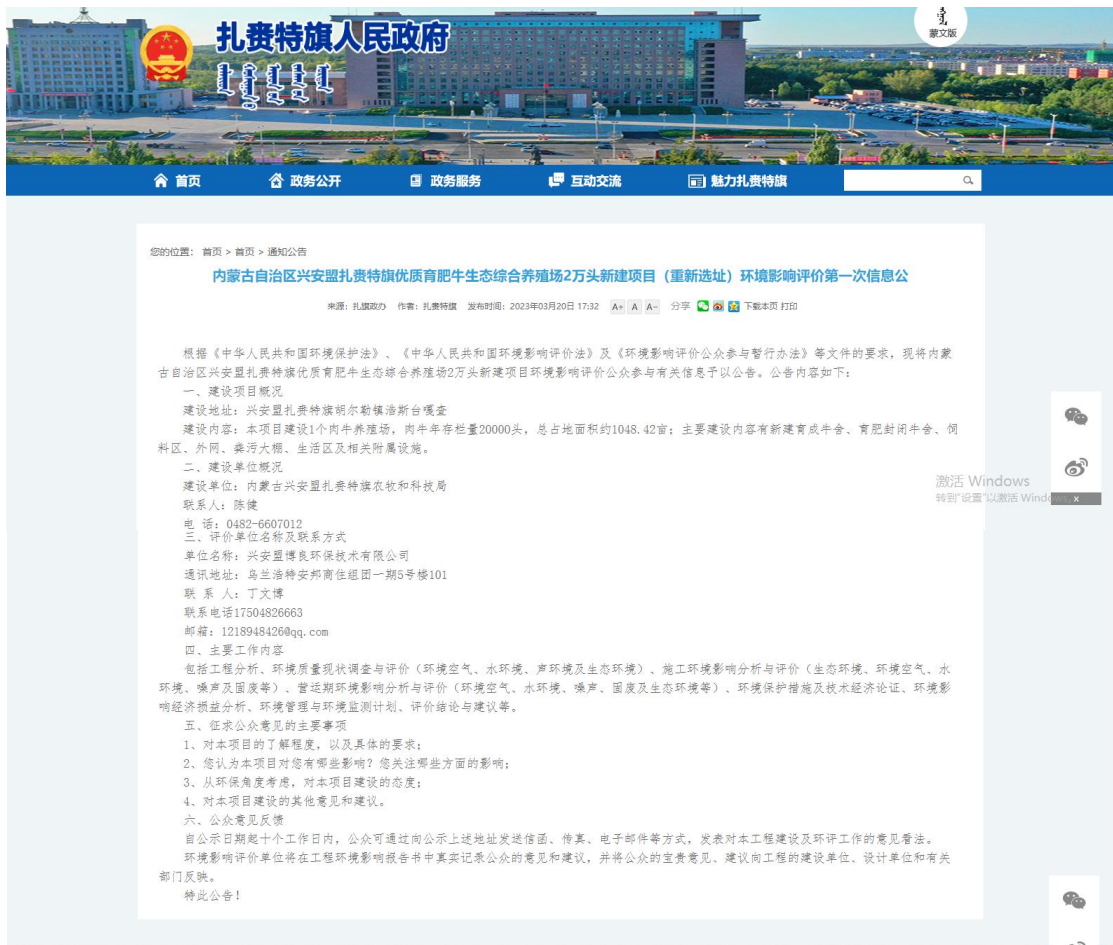 扎赉特旗人民政府
蒙文版
首页
政务公开
政务服务
互动交流
魅力扎赉特旗
您的位置: 首页 > 首页 > 通知公告
内蒙古自治区兴安盟扎赉特旗优质育肥牛生态综合养殖场2万头新建项目（重新选址）环境影响评价第一次信息公
来源: 扎旗政办 作者: 扎赉特旗 发布时间: 2023年03月20日 17:32 A+ A A- 分享 下载本页 打印
根据《中华人民共和国环境保护法》、《中华人民共和国环境影响评价法》及《环境影响评价公众参与暂行办法》等文件的要求，现将内蒙
古自治区兴安盟扎赉特旗优质育肥牛生态综合养殖场2万头新建项目环境影响评价公众参与有关信息予以公告。公告内容如下：
一、建设项目概况
建设地址：兴安盟扎赉特旗胡尔勒镇浩斯台嘎查
建设内容：本项目建设1个肉牛养殖场，肉牛年存栏量20000头，总占地面积约1048.42亩；主要建设内容有新建育成牛舍、育肥封闭牛舍、饲
料区、外网、粪污大棚、生活区及相关附属设施。
二、建设单位概况
建设单位：内蒙古兴安盟扎赉特旗农牧和科技局
联系人：陈健
电 话：0482-6607012
三、评价单位名称及联系方式
单位名称：兴安盟博良环保技术有限公司
通讯地址：乌兰浩特安邦商住组团一期5号楼101
联 系 人：丁文博
联系电话17504826663
邮箱：1218948426@qq.com
四、主要工作内容
包括工程分析、环境质量现状调查与评价（环境空气、水环境、声环境及生态环境）、施工环境影响分析与评价（生态环境、环境空气、水
环境、噪声及固废等）、营运期环境影响分析与评价（环境空气、水环境、噪声、固废及生态环境等）、环境保护措施及技术经济论证、环境影
响经济损益分析、环境管理与环境监测计划、评价结论与建议等。
五、征求公众意见的主要事项
1、对本项目的了解程度，以及具体的要求；
2、您认为本项目对您有哪些影响？您关注哪些方面的影响；
3、从环保角度考虑，对本项目建设的态度；
4、对本项目建设的其他意见和建议。
六、公众意见反馈
自公示日期起十个工作日内，公众可通过向公示上述地址发送信函、传真、电子邮件等方式，发表对本工程建设及环评工作的意见看法。
环境影响评价单位将在工程环境影响报告书中真实记录公众的意见和建议，并将公众的宝贵意见、建议向工程的建设单位、设计单位和有关
部门反映。
特此公告！
激活 Windows
转到"设置"以激活 Windows。
x